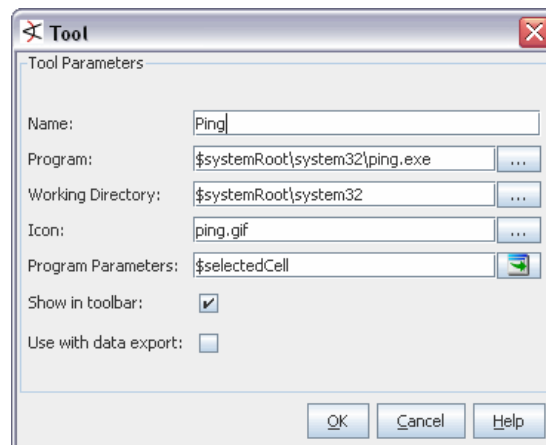 Tool
Tool Parameters
Name: Ping
Program: $systemRoot\system32\ping.exe ...
Working Directory: $systemRoot\system32 ...
Icon: ping.gif ...
Program Parameters: $selectedCell
Show in toolbar:
Use with data export:
OK Cancel Help